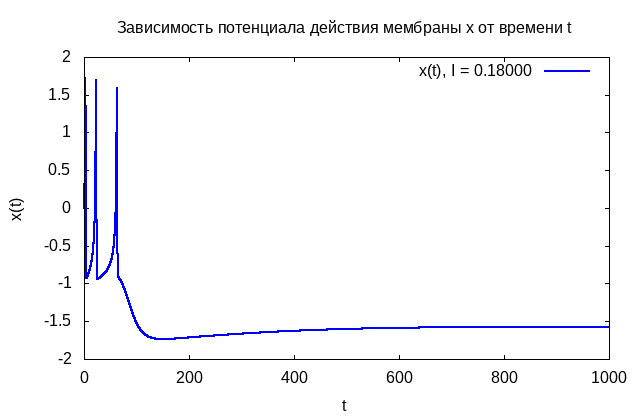 Зависимость потенциала действия мембраны x от времени t
x(t), I = 0.18000
2
1.5
1
0.5
0
-0.5
-1
-1.5
-2
x(t)
0 200 400 600 800 1000
t